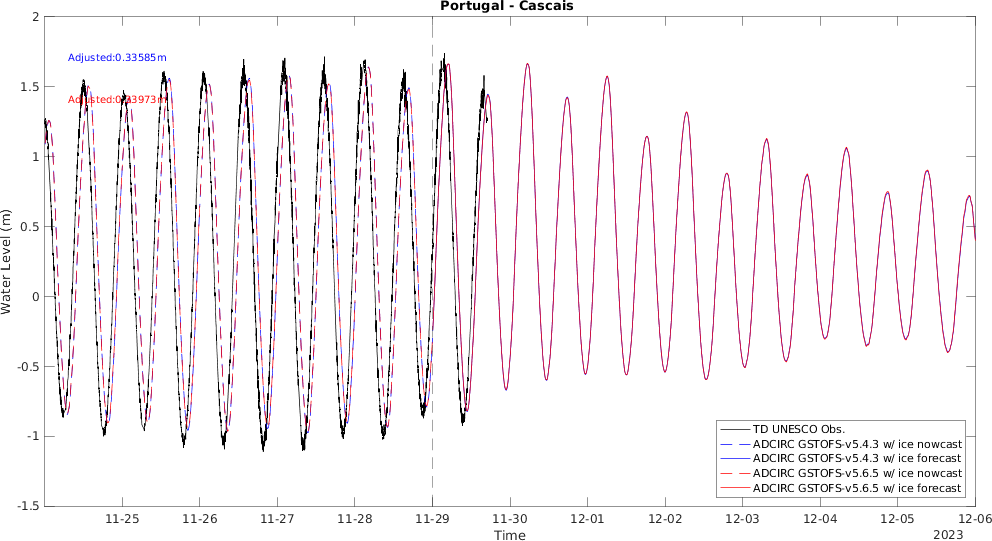 Portugal - Cascais
2
Adjusted:0.33585m
1.5
Adjusted:0.33973m
1
0.5
0
-0.5
-1
-1.5
Water Level (m)
TD UNESCO Obs.
ADCIRC GSTOFS-v5.4.3 w/ ice nowcast
ADCIRC GSTOFS-v5.4.3 w/ ice forecast
ADCIRC GSTOFS-v5.6.5 w/ ice nowcast
ADCIRC GSTOFS-v5.6.5 w/ ice forecast
11-25 11-26 11-27 11-28 11-29 11-30 12-01 12-02 12-03 12-04 12-05 12-06
Time
2023